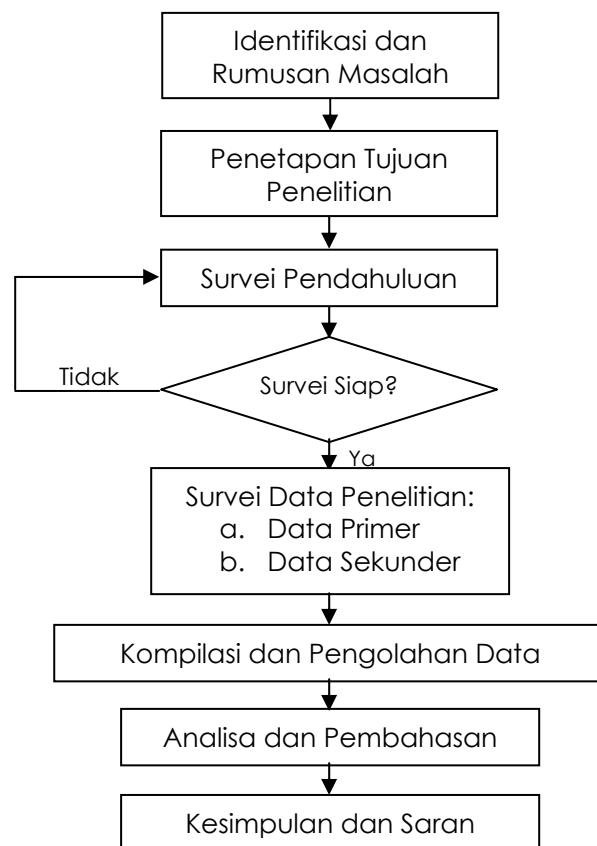 Identifikasi dan
Rumusan Masalah
Penetapan Tujuan
Penelitian
Survei Pendahuluan
Tidak
Survei Siap?
Ya
Survei Data Penelitian:
a. Data Primer
b. Data Sekunder
Kompilasi dan Pengolahan Data
Analisa dan Pembahasan
Kesimpulan dan Saran